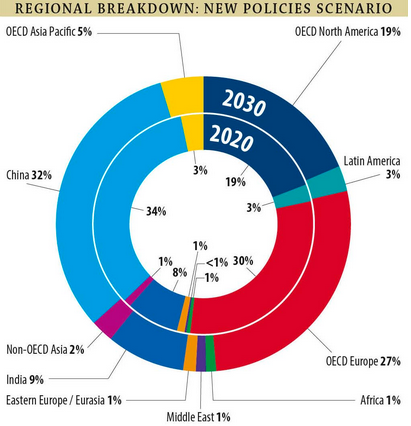 REGIONAL BREAKDOWN: NEW POLICIES SCENARIO
OECD Asia Pacific 5%
OECD North America 19%
2030
2020
Latin America
3%
3%
19%
3%
China 32%
34%
1%
1%
<1%
30%
8%
1%
Non-OECD Asia 2%
OECD Europe 27%
India 9%
Eastern Europe / Eurasia 1%
Africa 1%
Middle East 1%